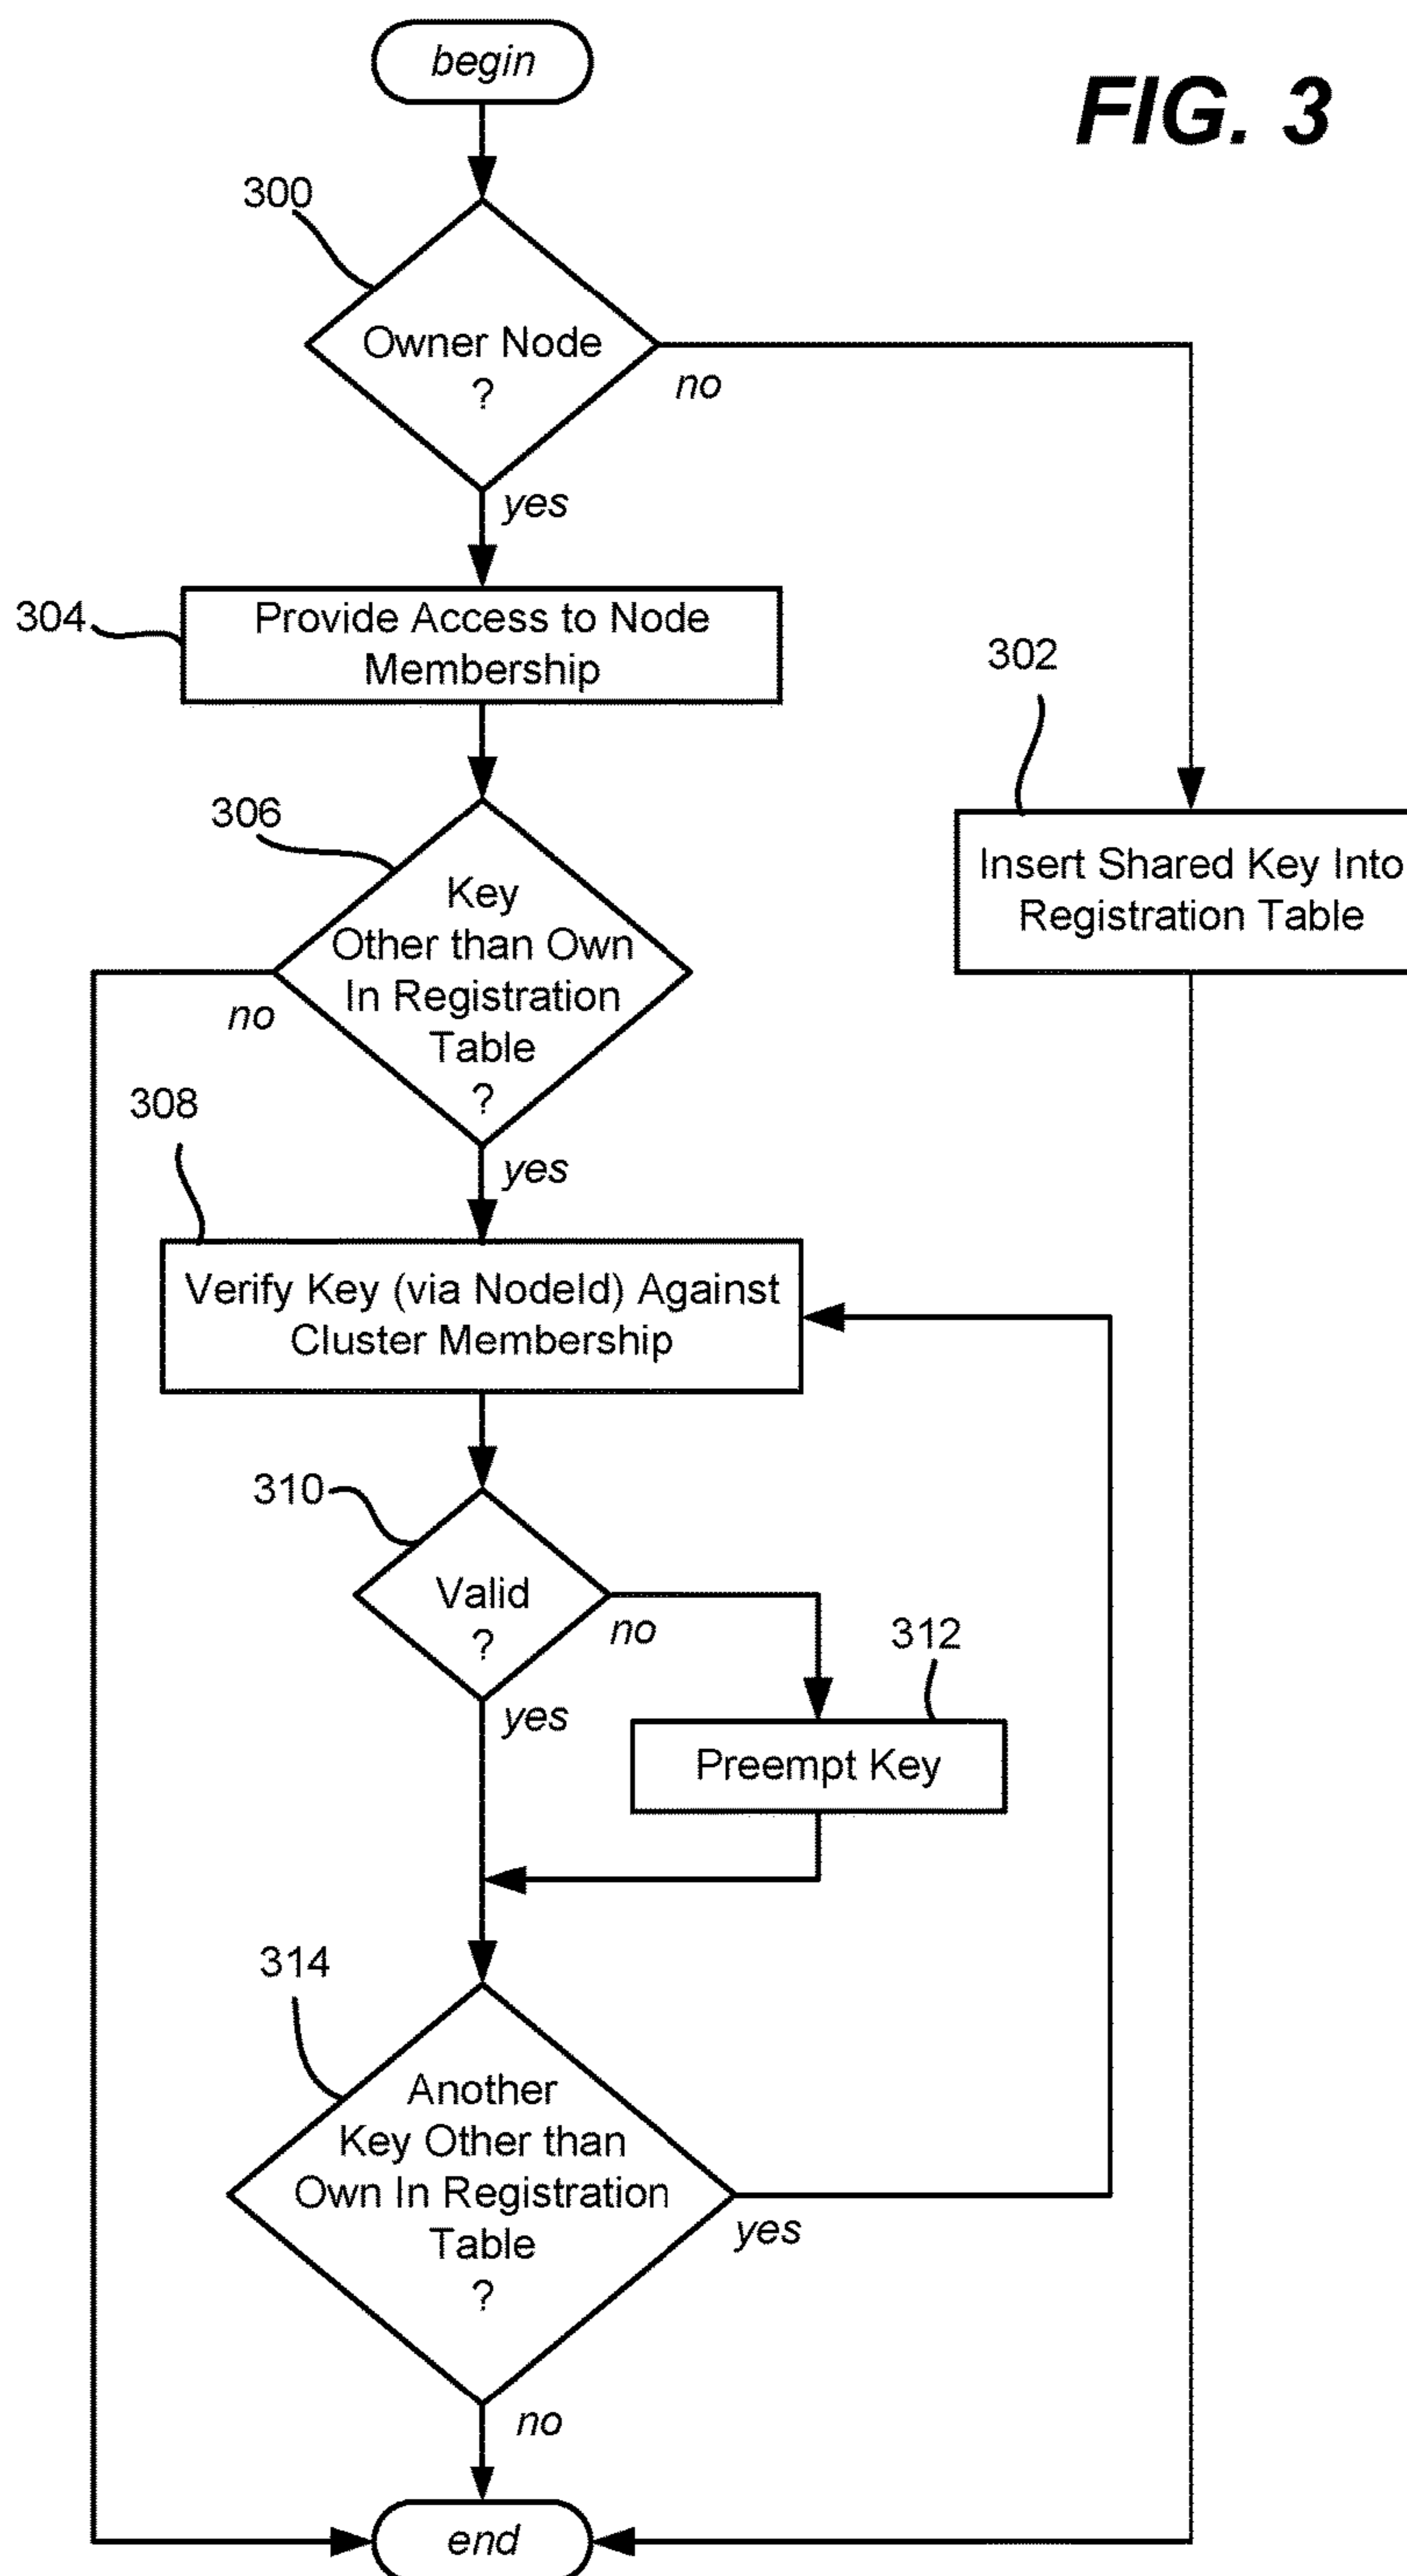 begin
FIG. 3
300
Owner Node
?
no
yes
304
Provide Access to Node
Membership
302
Insert Shared Key Into
Registration Table
306
Key
Other than Own
In Registration
Table
?
no
yes
308
Verify Key (via NodeId) Against
Cluster Membership
310
Valid
?
no
yes
312
Preempt Key
314
Another
Key Other than
Own In Registration
Table
?
yes
no
end